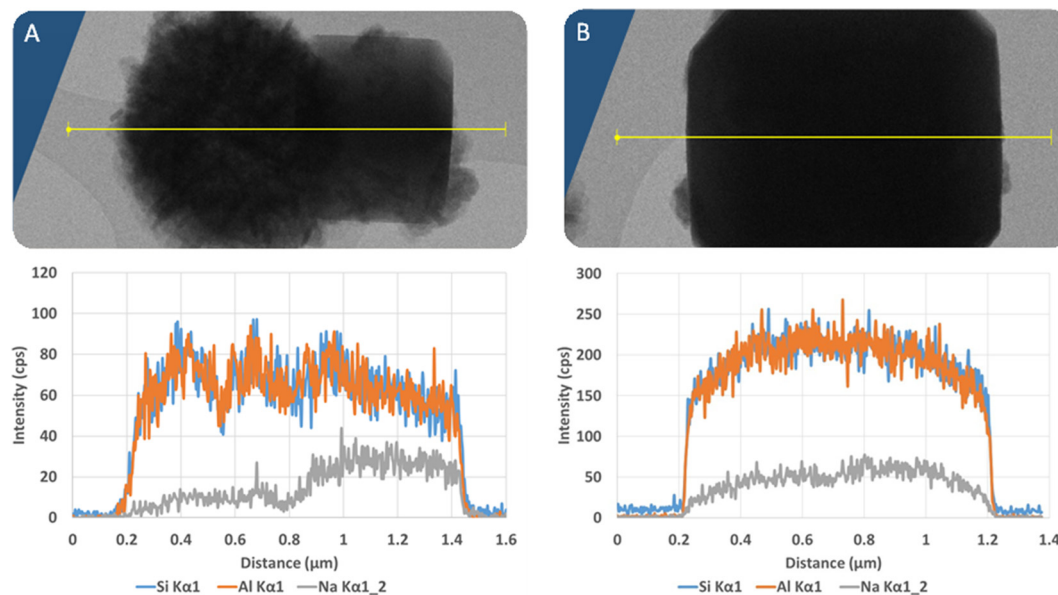 A
B
120
100
80
60
40
20
0
Intensity (cps)
0 0.2 0.4 0.6 0.8 1 1.2 1.4 1.6
Distance (µm)
Si Kα1 Al Kα1 Na Kα1_2
300
250
200
150
100
50
0
Intensity (cps)
0 0.2 0.4 0.6 0.8 1 1.2 1.4
Distance (µm)
Si Kα1 Al Kα1 Na Kα1_2